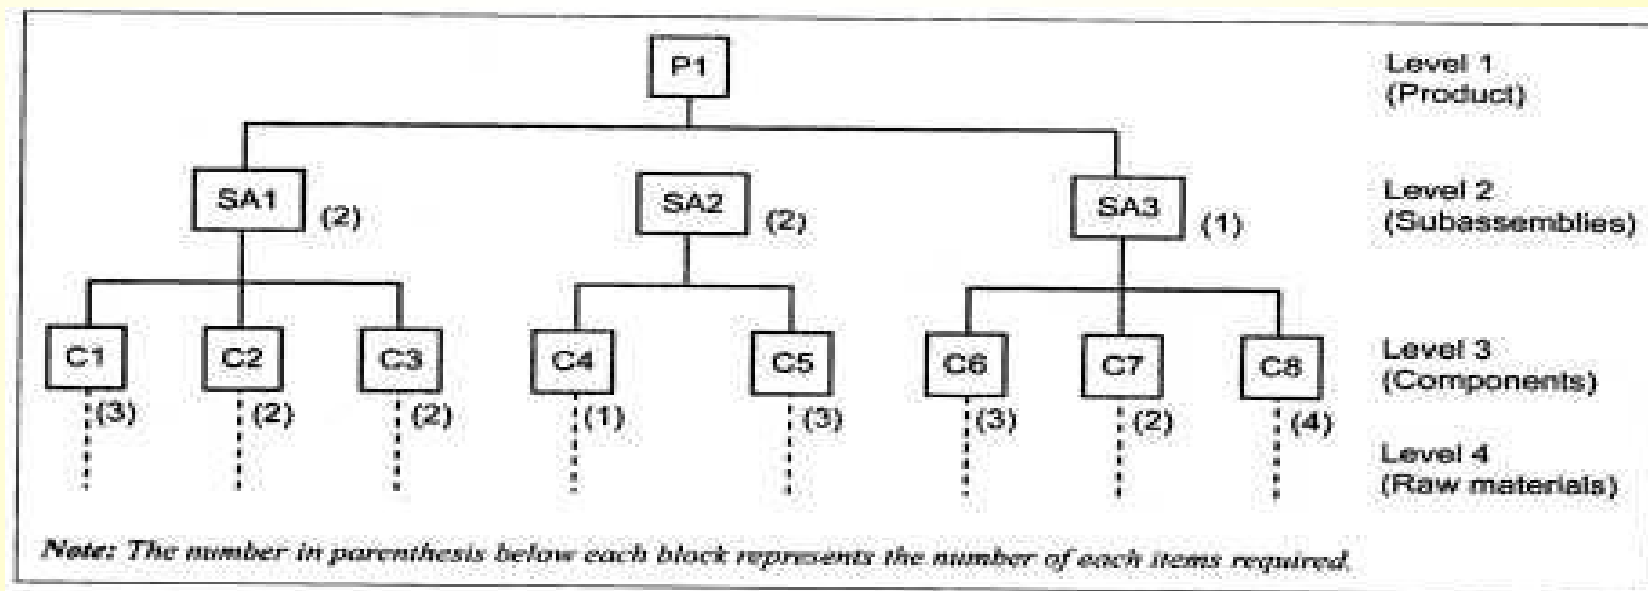 P1
Level 1
(Product)
SA1
(2)
SA2
(2)
SA3
(1)
Level 2
(Subassemblies)
C1
(3)
C2
(2)
C3
(2)
C4
(1)
C5
(3)
C6
(3)
C7
(2)
C8
(4)
Level 3
(Components)
Level 4
(Raw materials)
Note: The number in parenthesis below each block represents the number of each items required.